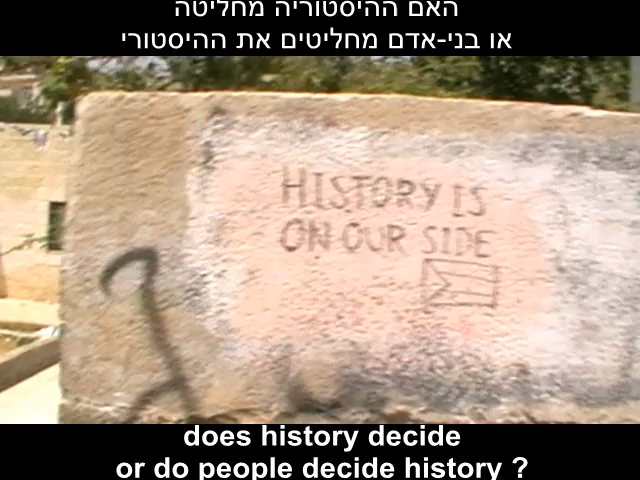 האם ההיסטוריה מחליטה
או בני-אדם מחליטים את ההיסטורי
HISTORY IS
ON OUR SIDE
does history decide
or do people decide history ?